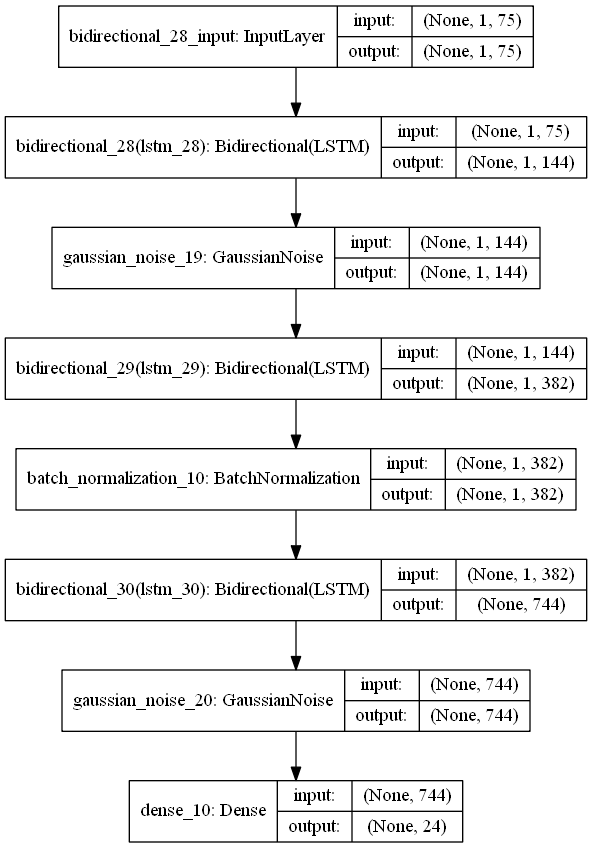 bidirectional_28_input: InputLayer
input: (None, 1, 75)
output: (None, 1, 75)
bidirectional_28(lstm_28): Bidirectional(LSTM)
input: (None, 1, 75)
output: (None, 1, 144)
gaussian_noise_19: GaussianNoise
input: (None, 1, 144)
output: (None, 1, 144)
bidirectional_29(lstm_29): Bidirectional(LSTM)
input: (None, 1, 144)
output: (None, 1, 382)
batch_normalization_10: BatchNormalization
input: (None, 1, 382)
output: (None, 1, 382)
bidirectional_30(lstm_30): Bidirectional(LSTM)
input: (None, 1, 382)
output: (None, 744)
gaussian_noise_20: GaussianNoise
input: (None, 744)
output: (None, 744)
dense_10: Dense
input: (None, 744)
output: (None, 24)